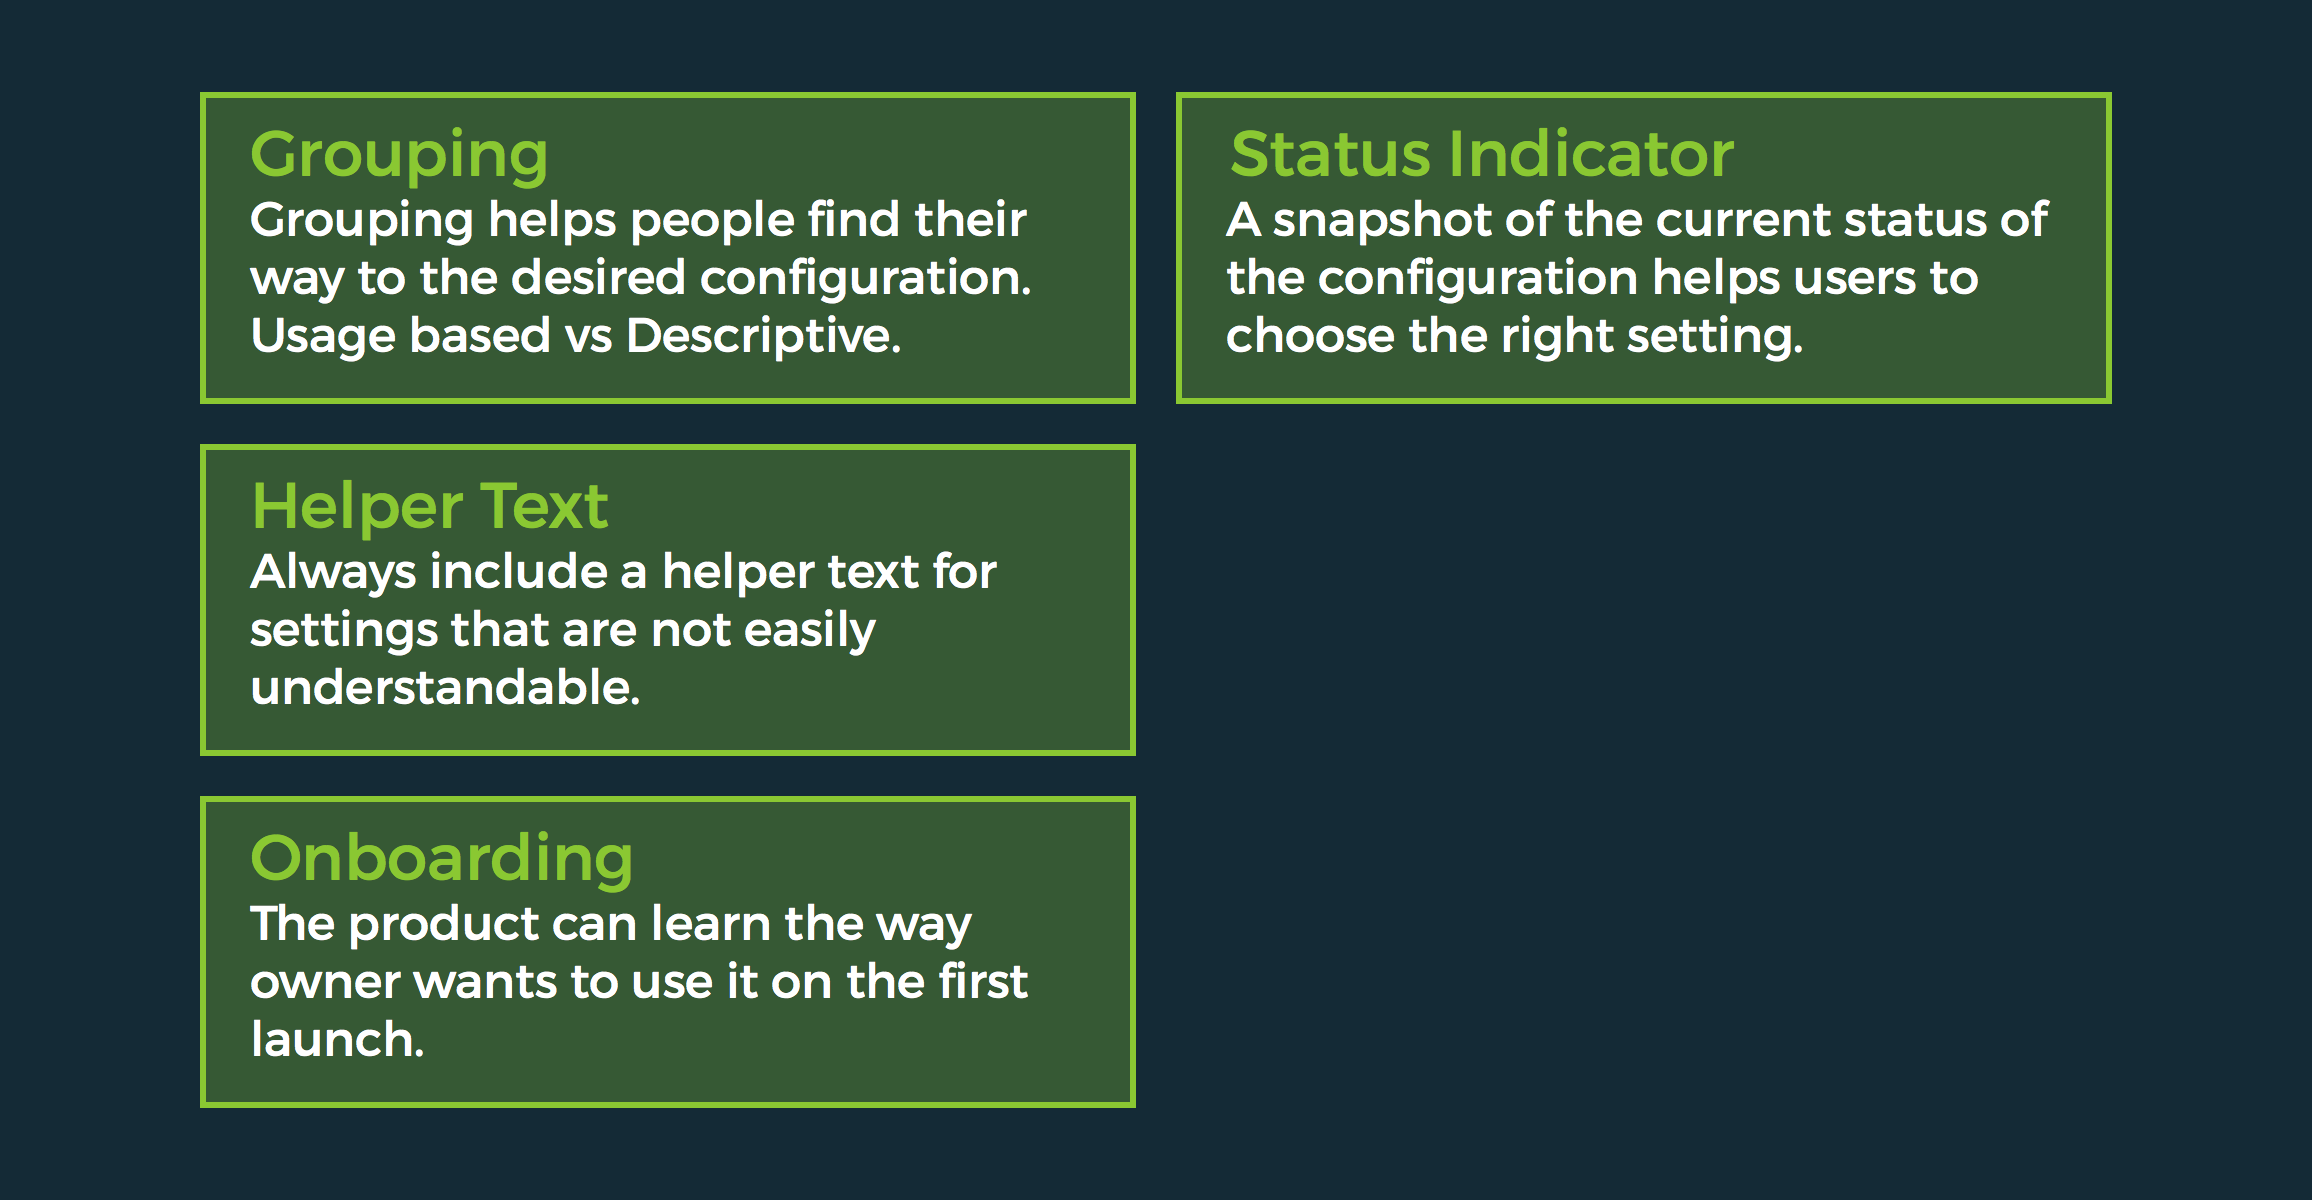 Grouping
Grouping helps people find their
way to the desired configuration.
Usage based vs Descriptive.
Status Indicator
A snapshot of the current status of
the configuration helps users to
choose the right setting.
Helper Text
Always include a helper text for
settings that are not easily
understandable.
Onboarding
The product can learn the way
owner wants to use it on the first
launch.